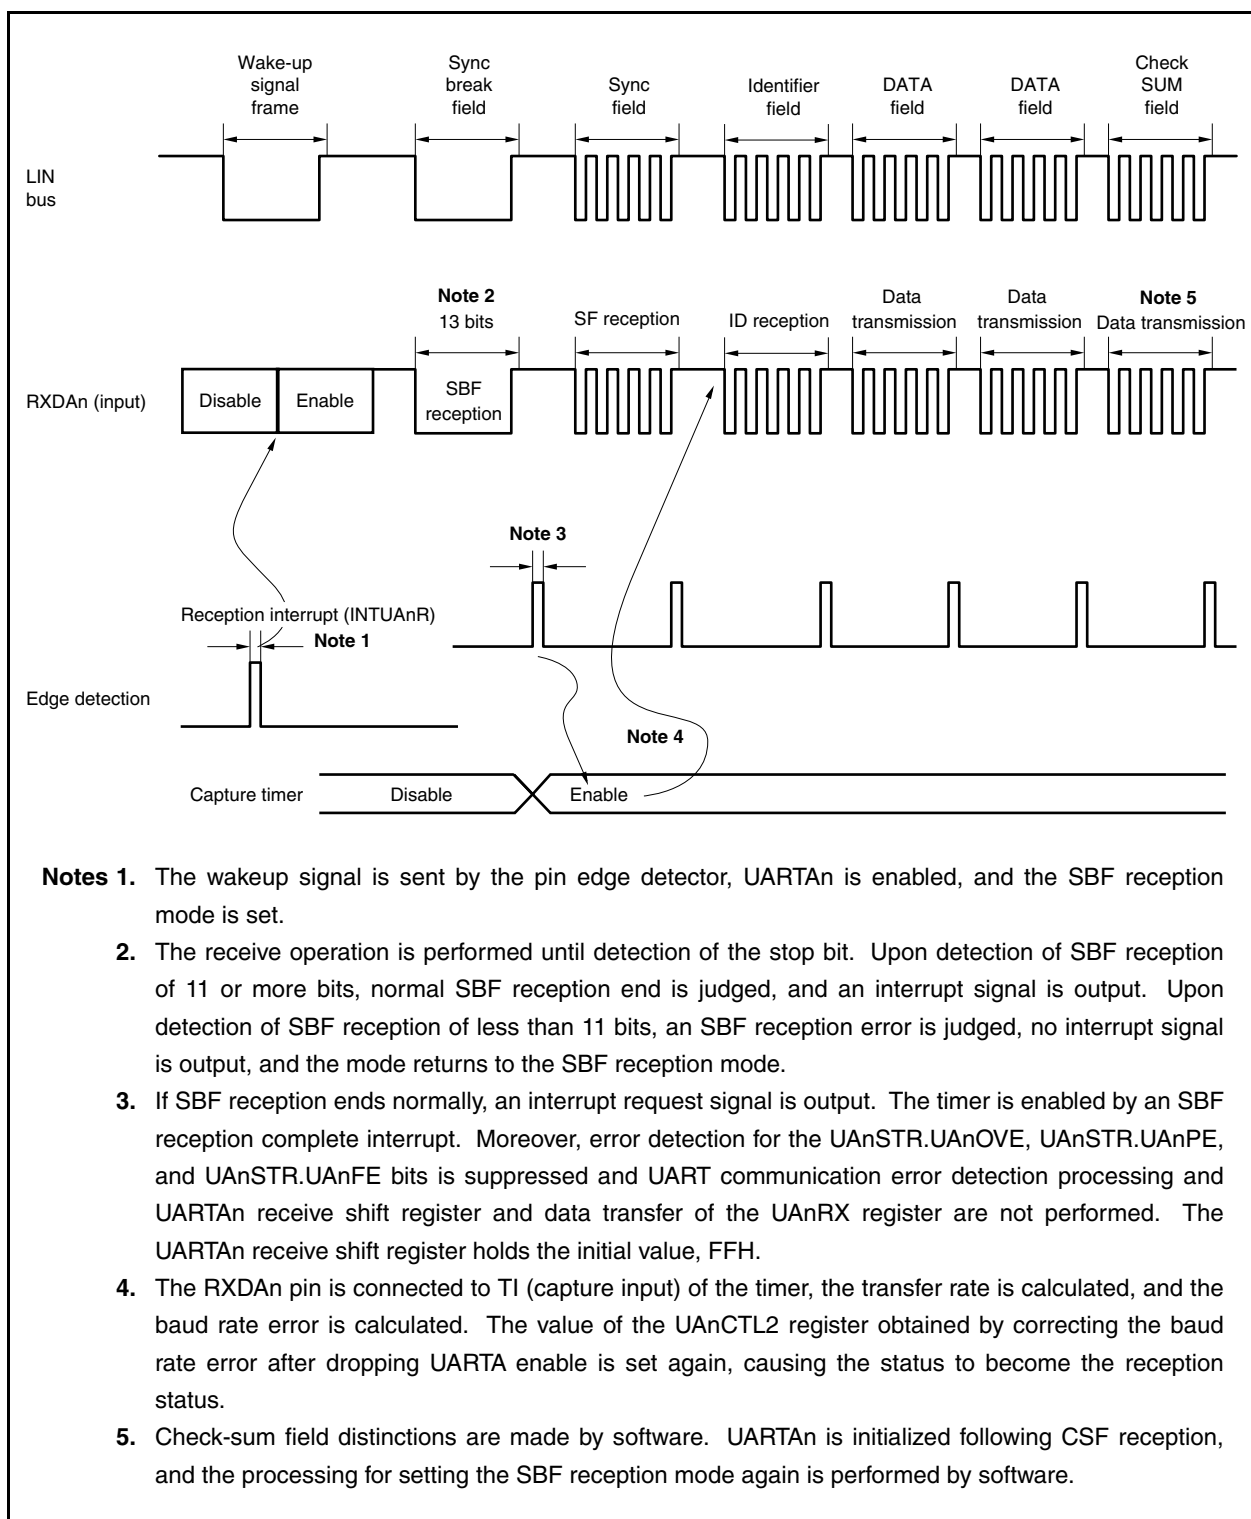 Wake-up
signal
frame
Sync
break
field
Sync
field
Identifier
field
DATA
field
DATA
field
Check
SUM
field
LIN
bus
Note 2
13 bits
SF reception
ID reception
Data
transmission
Data
transmission
Note 5
Data transmission
RXDAn (input)
Disable
Enable
SBF
reception
Note 3
Reception interrupt (INTUAnR)
Note 1
Edge detection
Note 4
Capture timer
Disable
Enable
Notes 1. The wakeup signal is sent by the pin edge detector, UARTAn is enabled, and the SBF reception
mode is set.
2. The receive operation is performed until detection of the stop bit. Upon detection of SBF reception
of 11 or more bits, normal SBF reception end is judged, and an interrupt signal is output. Upon
detection of SBF reception of less than 11 bits, an SBF reception error is judged, no interrupt signal
is output, and the mode returns to the SBF reception mode.
3. If SBF reception ends normally, an interrupt request signal is output. The timer is enabled by an SBF
reception complete interrupt. Moreover, error detection for the UAnSTR.UAnOVE, UAnSTR.UAnPE,
and UAnSTR.UAnFE bits is suppressed and UART communication error detection processing and
UARTAn receive shift register and data transfer of the UAnRX register are not performed. The
UARTAn receive shift register holds the initial value, FFH.
4. The RXDAn pin is connected to TI (capture input) of the timer, the transfer rate is calculated, and the
baud rate error is calculated. The value of the UAnCTL2 register obtained by correcting the baud
rate error after dropping UARTA enable is set again, causing the status to become the reception
status.
5. Check-sum field distinctions are made by software. UARTAn is initialized following CSF reception,
and the processing for setting the SBF reception mode again is performed by software.